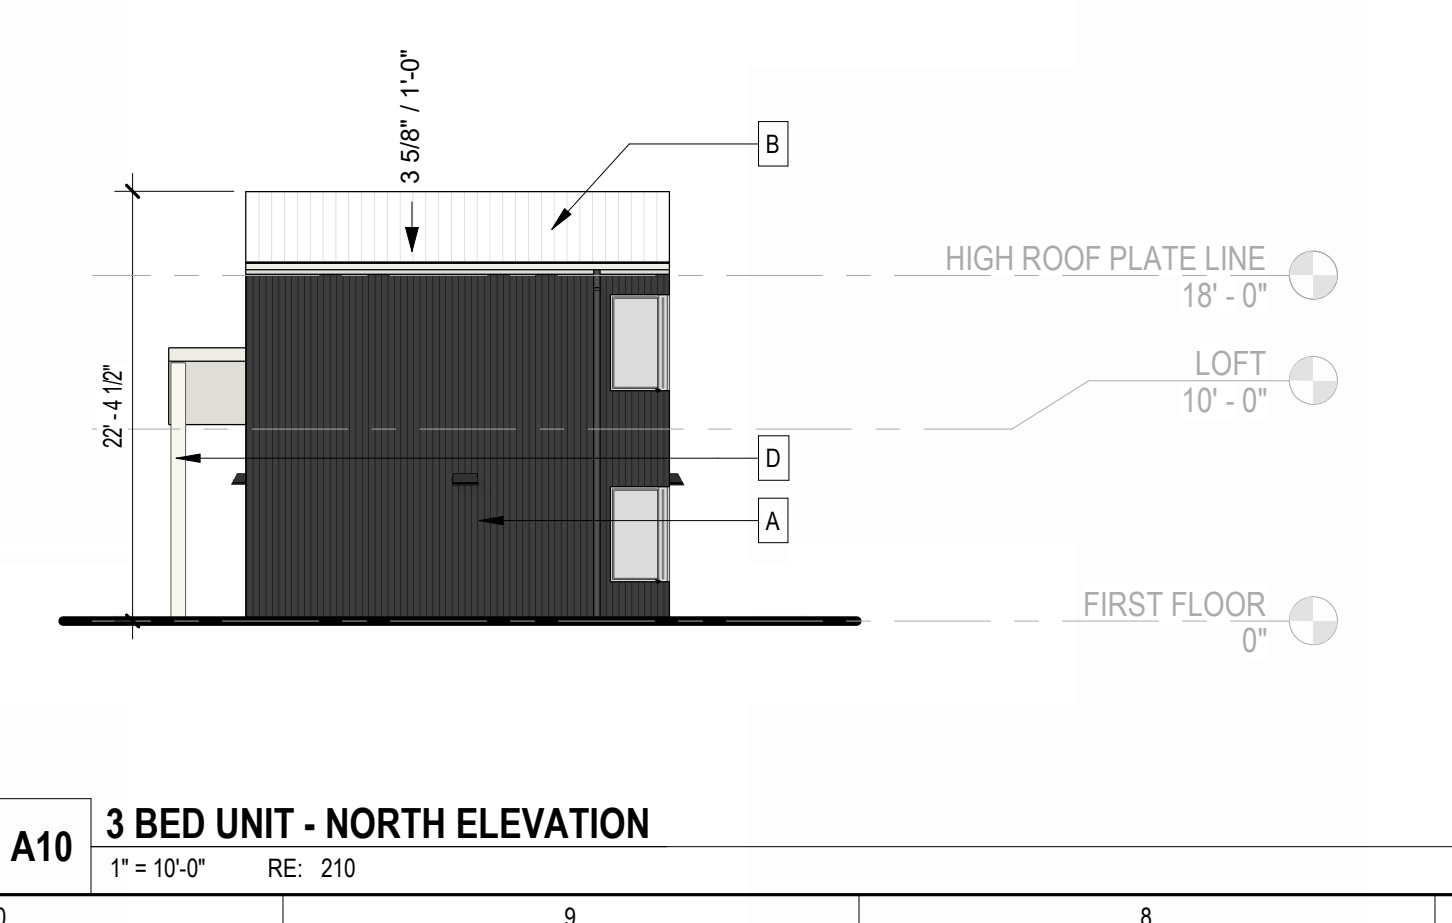 3 5/8" / 1'-0"
B
HIGH ROOF PLATE LINE
18' - 0"
LOFT
10' - 0"
22' - 4 1/2"
D
A
FIRST FLOOR
0"
A10
3 BED UNIT - NORTH ELEVATION
1" = 10'-0" RE: 210
9
8